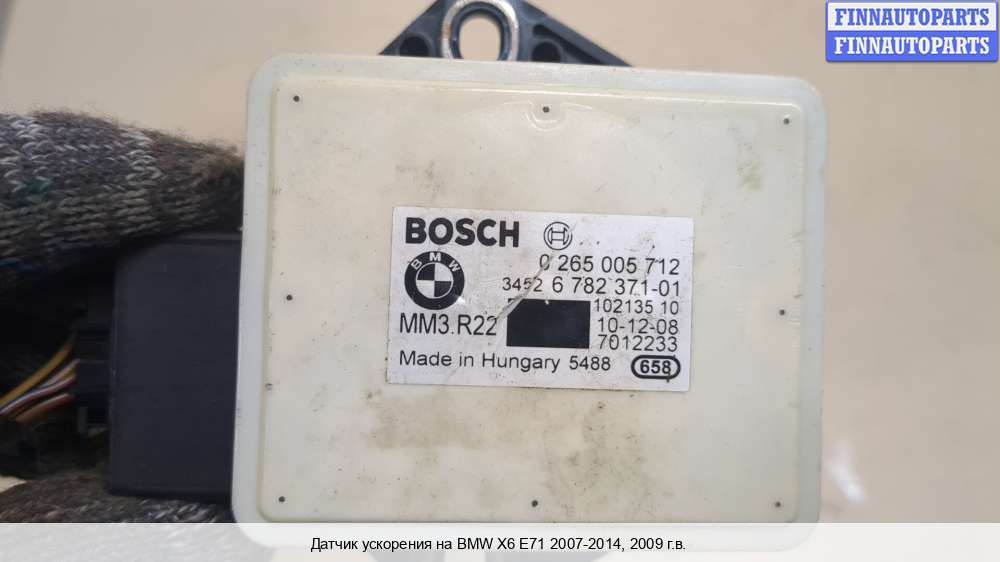 FINNAUTOPARTS
FINNAUTOPARTS
BOSCH
0 265 005 712
BMW
3452 6 782 371-01
102135 10
MM3.R22
10-12-08
7012233
Made in Hungary 5488
658
Датчик ускорения на BMW X6 E71 2007-2014, 2009 г.в.